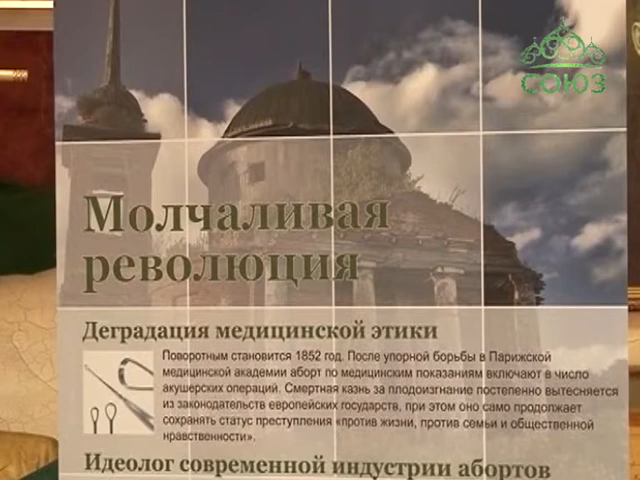 СОЮЗ
Молчаливая
революция
Деградация медицинской этики
Поворотным становится 1852 год. После упорной борьбы в Парижской
медицинской академии аборт по медицинским показаниям включают в число
акушерских операций. Смертная казнь за плодоизгнание постепенно вытесняется
из законодательств европейских государств, при этом оно само продолжает
сохранять статус преступления «против жизни, против семьи и общественной
нравственности».
Идеолог современной индустрии абортов